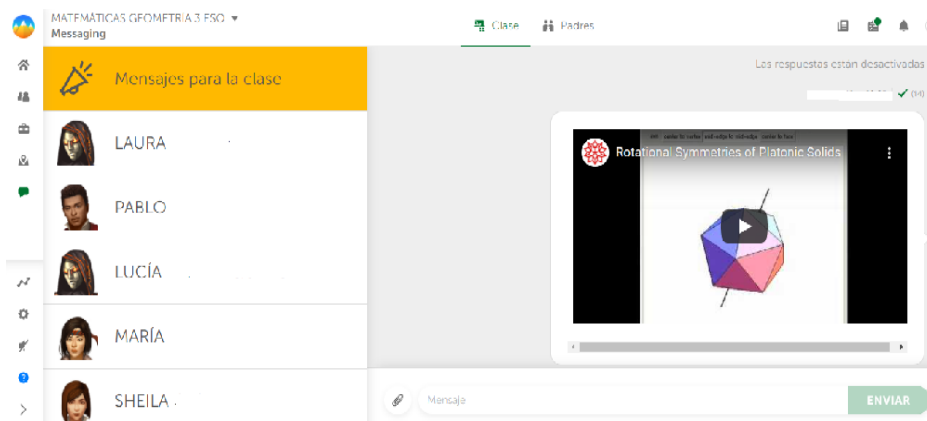 MATEMÁTICAS GEOMETRIA 3 ESO
Messaging
Clase
Padres
Mensajes para la clase
LAURA
PABLO
LUCÍA
MARÍA
SHEILA
Las respuestas están desactivadas
(14)
Rotational Symmetries of Platonic Solids
Mensaje
ENVIAR